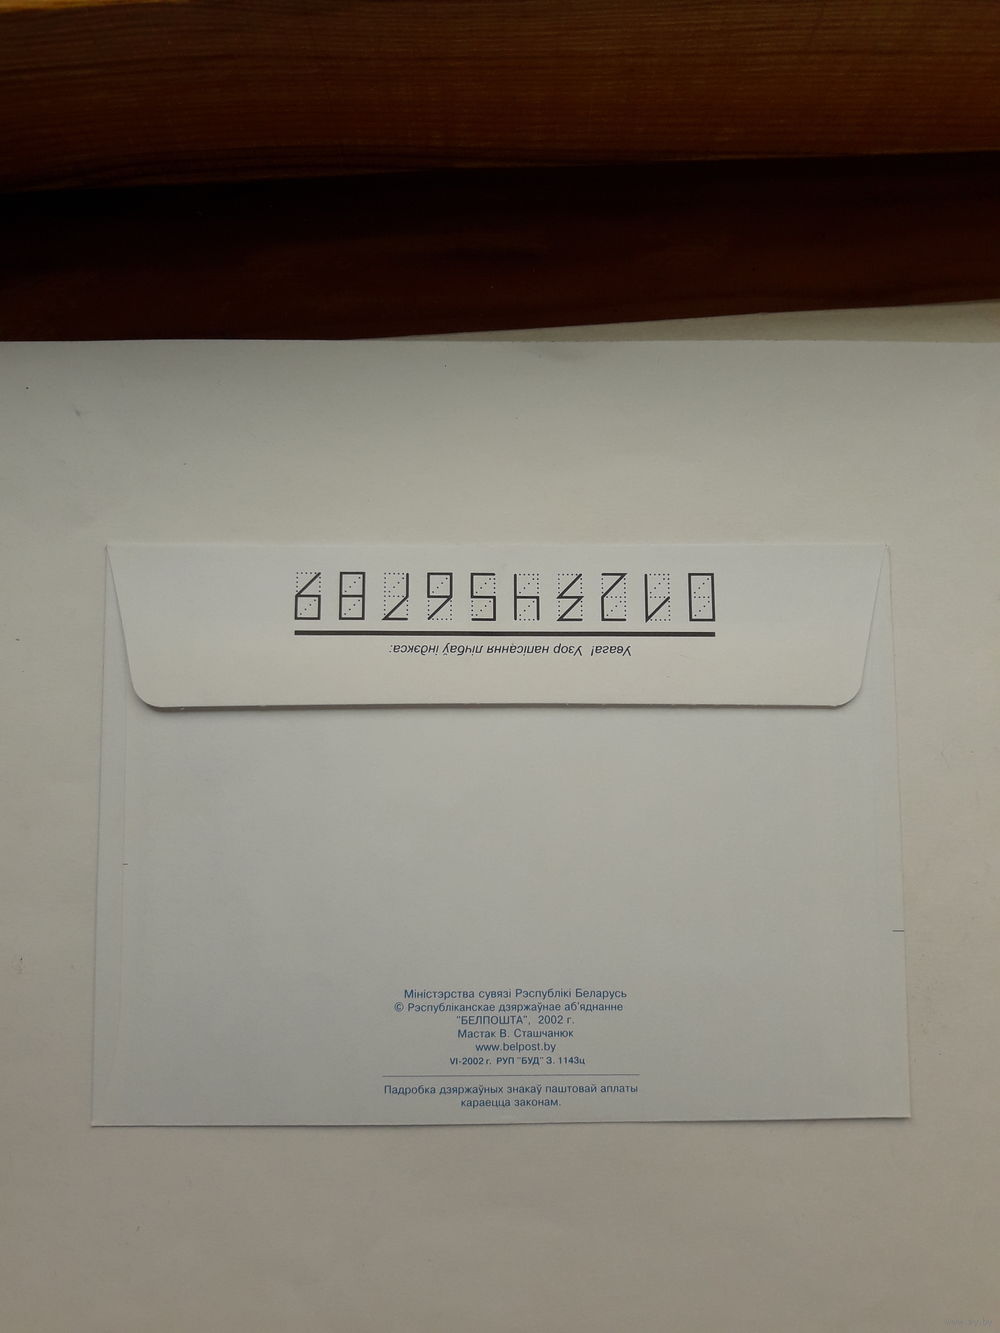 Увага! Узор напісання лічбаў індэкса:
0123456789
Міністэрства сувязі Рэспублікі Беларусь
© Рэспубліканскае дзяржаўнае аб'яднанне
"БЕЛПОШТА", 2002 г.
Мастак В. Сташчанюк
www.belpost.by
VI-2002 г. РУП "БУД" З. 1143ц
Падробка дзяржаўных знакаў паштовай аплаты
караецца законам.